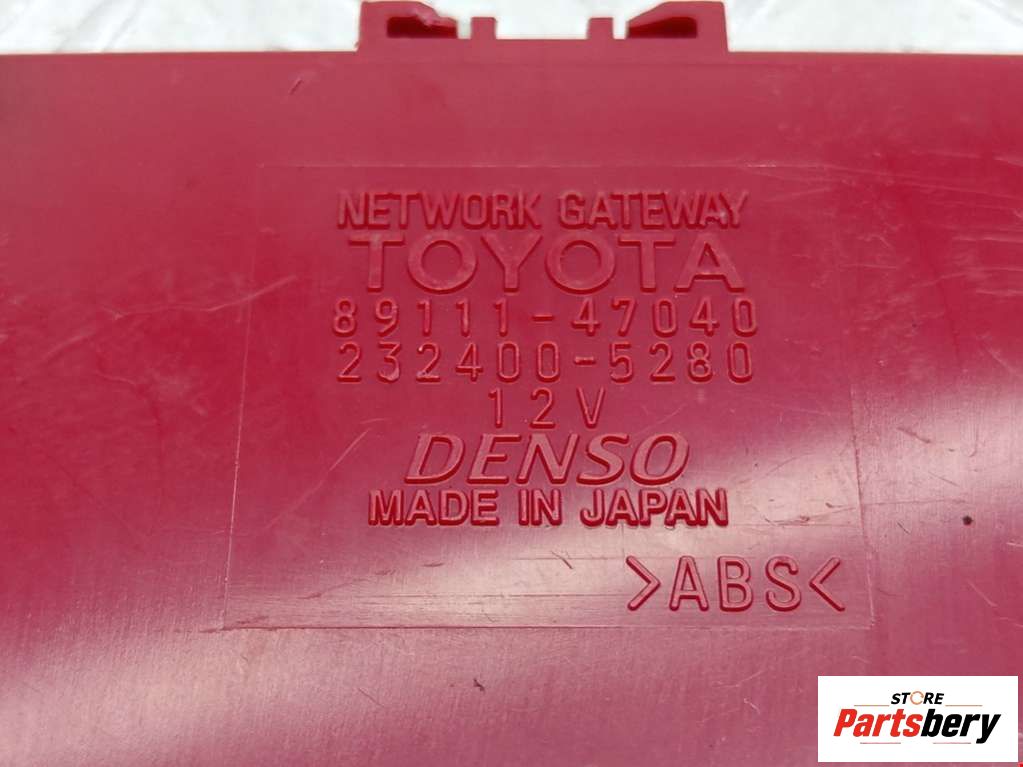 NETWORK GATEWAY
TOYOTA
89111-47040
232400-5280
12V
DENSO
MADE IN JAPAN
>ABS<
STORE
Partsbery